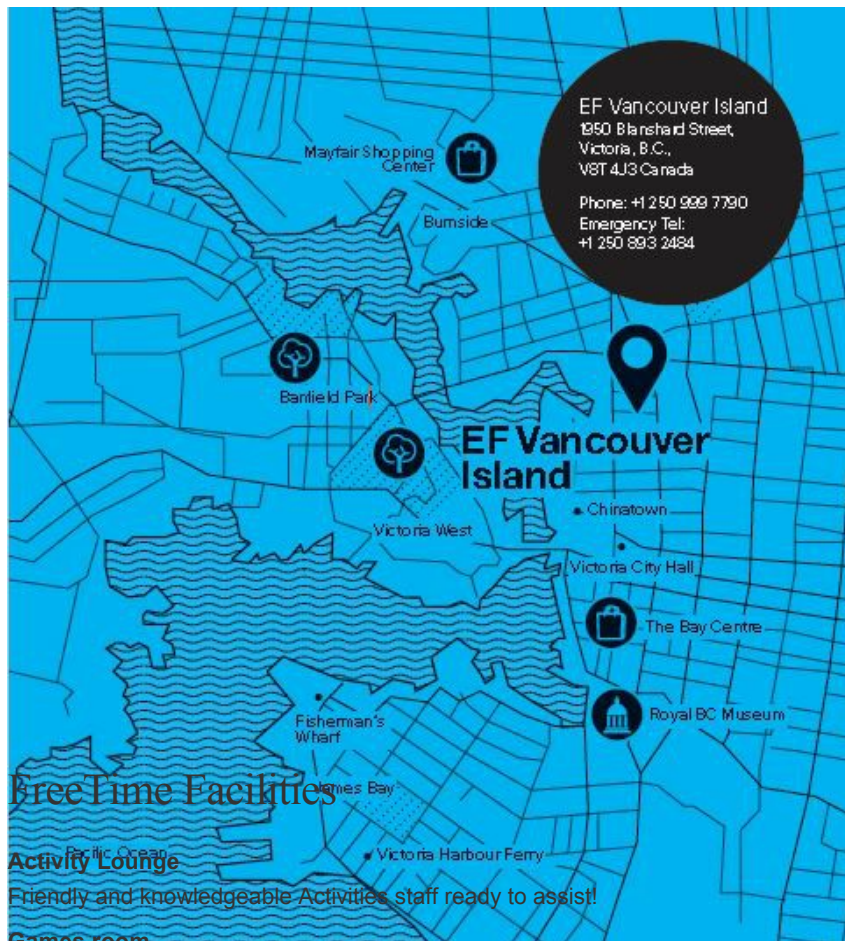 EF Vancouver Island
1950 Blanshard Street,
Victoria, B.C.,
V8T 4J3 Canada
Phone: +1 250 999 7790
Emergency Tel:
+1 250 893 2484
Mayfair Shopping
Center
Burnside
Banfield Park
EF Vancouver
Island
Chinatown
Victoria West
Victoria City Hall
The Bay Centre
Royal BC Museum
Fisherman's
Wharf
FreeTime Facilities
James Bay
Pacific Ocean
Activity Lounge
Victoria Harbour Ferry
Friendly and knowledgeable Activities staff ready to assist!
Games room